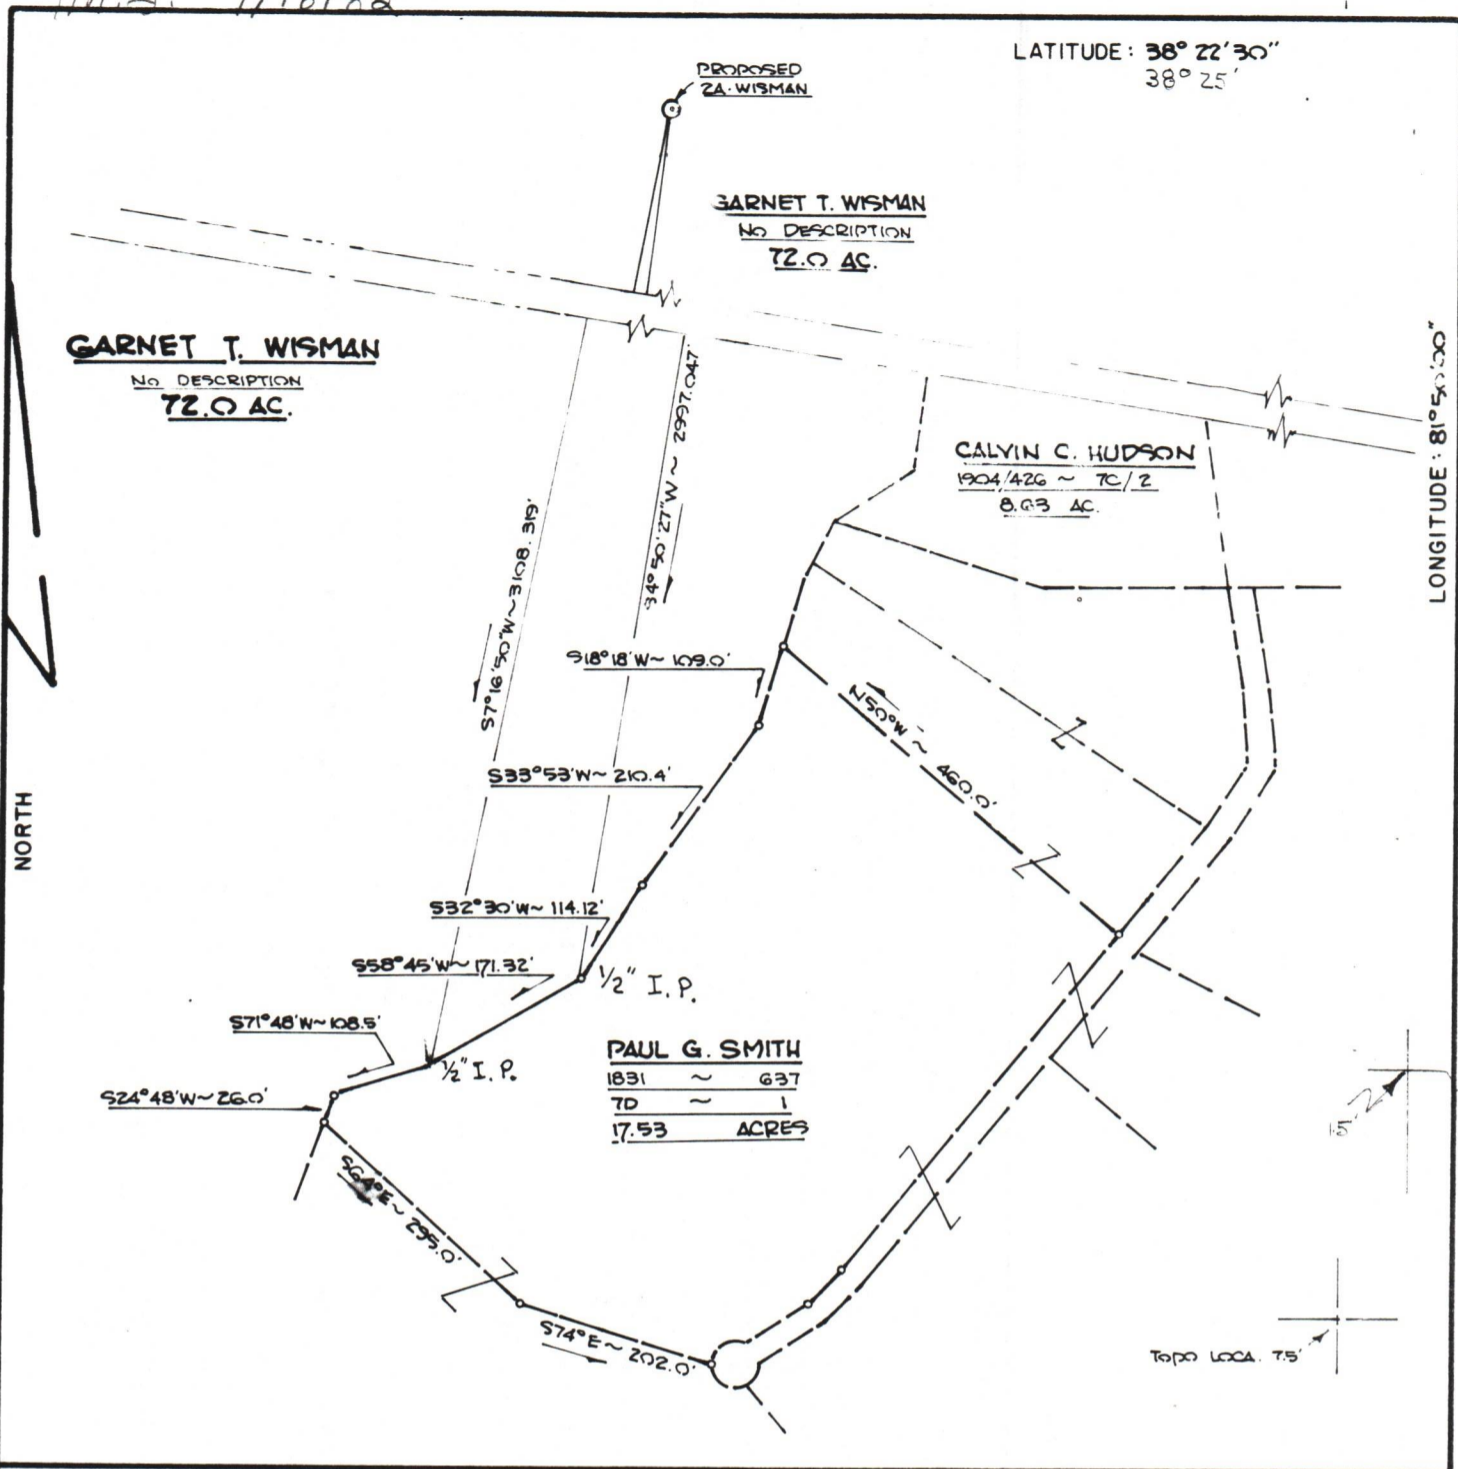 LATITUDE: 38° 22'30"
38° 25'
PROPOSED
2A. WISMAN
GARNET T. WISMAN
NO DESCRIPTION
72.0 AC.
GARNET T. WISMAN
NO DESCRIPTION
72.0 AC.
LONGITUDE: 81°50'00"
CALVIN C. HUDSON
1904/426 ~ 7C/2
8.63 AC.
S4°50'27"W ~ 2997.047'
S7°16'50"W ~ 3108.319'
S18°18'W ~ 109.0'
N50°W ~ 460.0'
S33°53'W ~ 210.4'
NORTH
S32°30'W ~ 114.12'
S58°45'W ~ 171.32'
1/2" I.P.
S71°48'W ~ 108.5'
1/2" I.P.
PAUL G. SMITH
1831 ~ 637
7D ~ 1
17.53 ACRES
S24°48'W ~ 26.0'
15'
S64°E ~ 295.0'
S74°E ~ 202.0'
TOPO LOCA. 7.5'